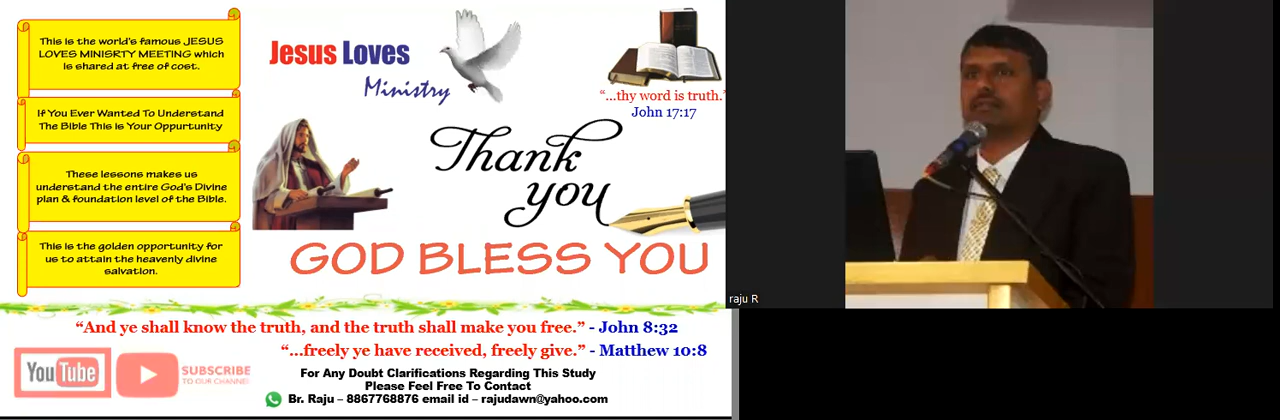 This is the world's famous JESUS
LOVES MINISRTY MEETING which
is shared at free of cost.
If You Ever Wanted To Understand
The Bible This is Your Oppurtunity
These lessons makes us
understand the entire God's Divine
plan & foundation level of the Bible.
This is the golden opportunity for
us to attain the heavenly divine
salvation.
Jesus Loves
Ministry
"...thy word is truth."
John 17:17
Thank
you
GOD BLESS YOU
"And ye shall know the truth, and the truth shall make you free." - John 8:32
"...freely ye have received, freely give." - Matthew 10:8
YouTube
SUBSCRIBE
TO OUR CHANNEL
For Any Doubt Clarifications Regarding This Study
Please Feel Free To Contact
Br. Raju – 8867768876 email id – rajudawn@yahoo.com
raju R